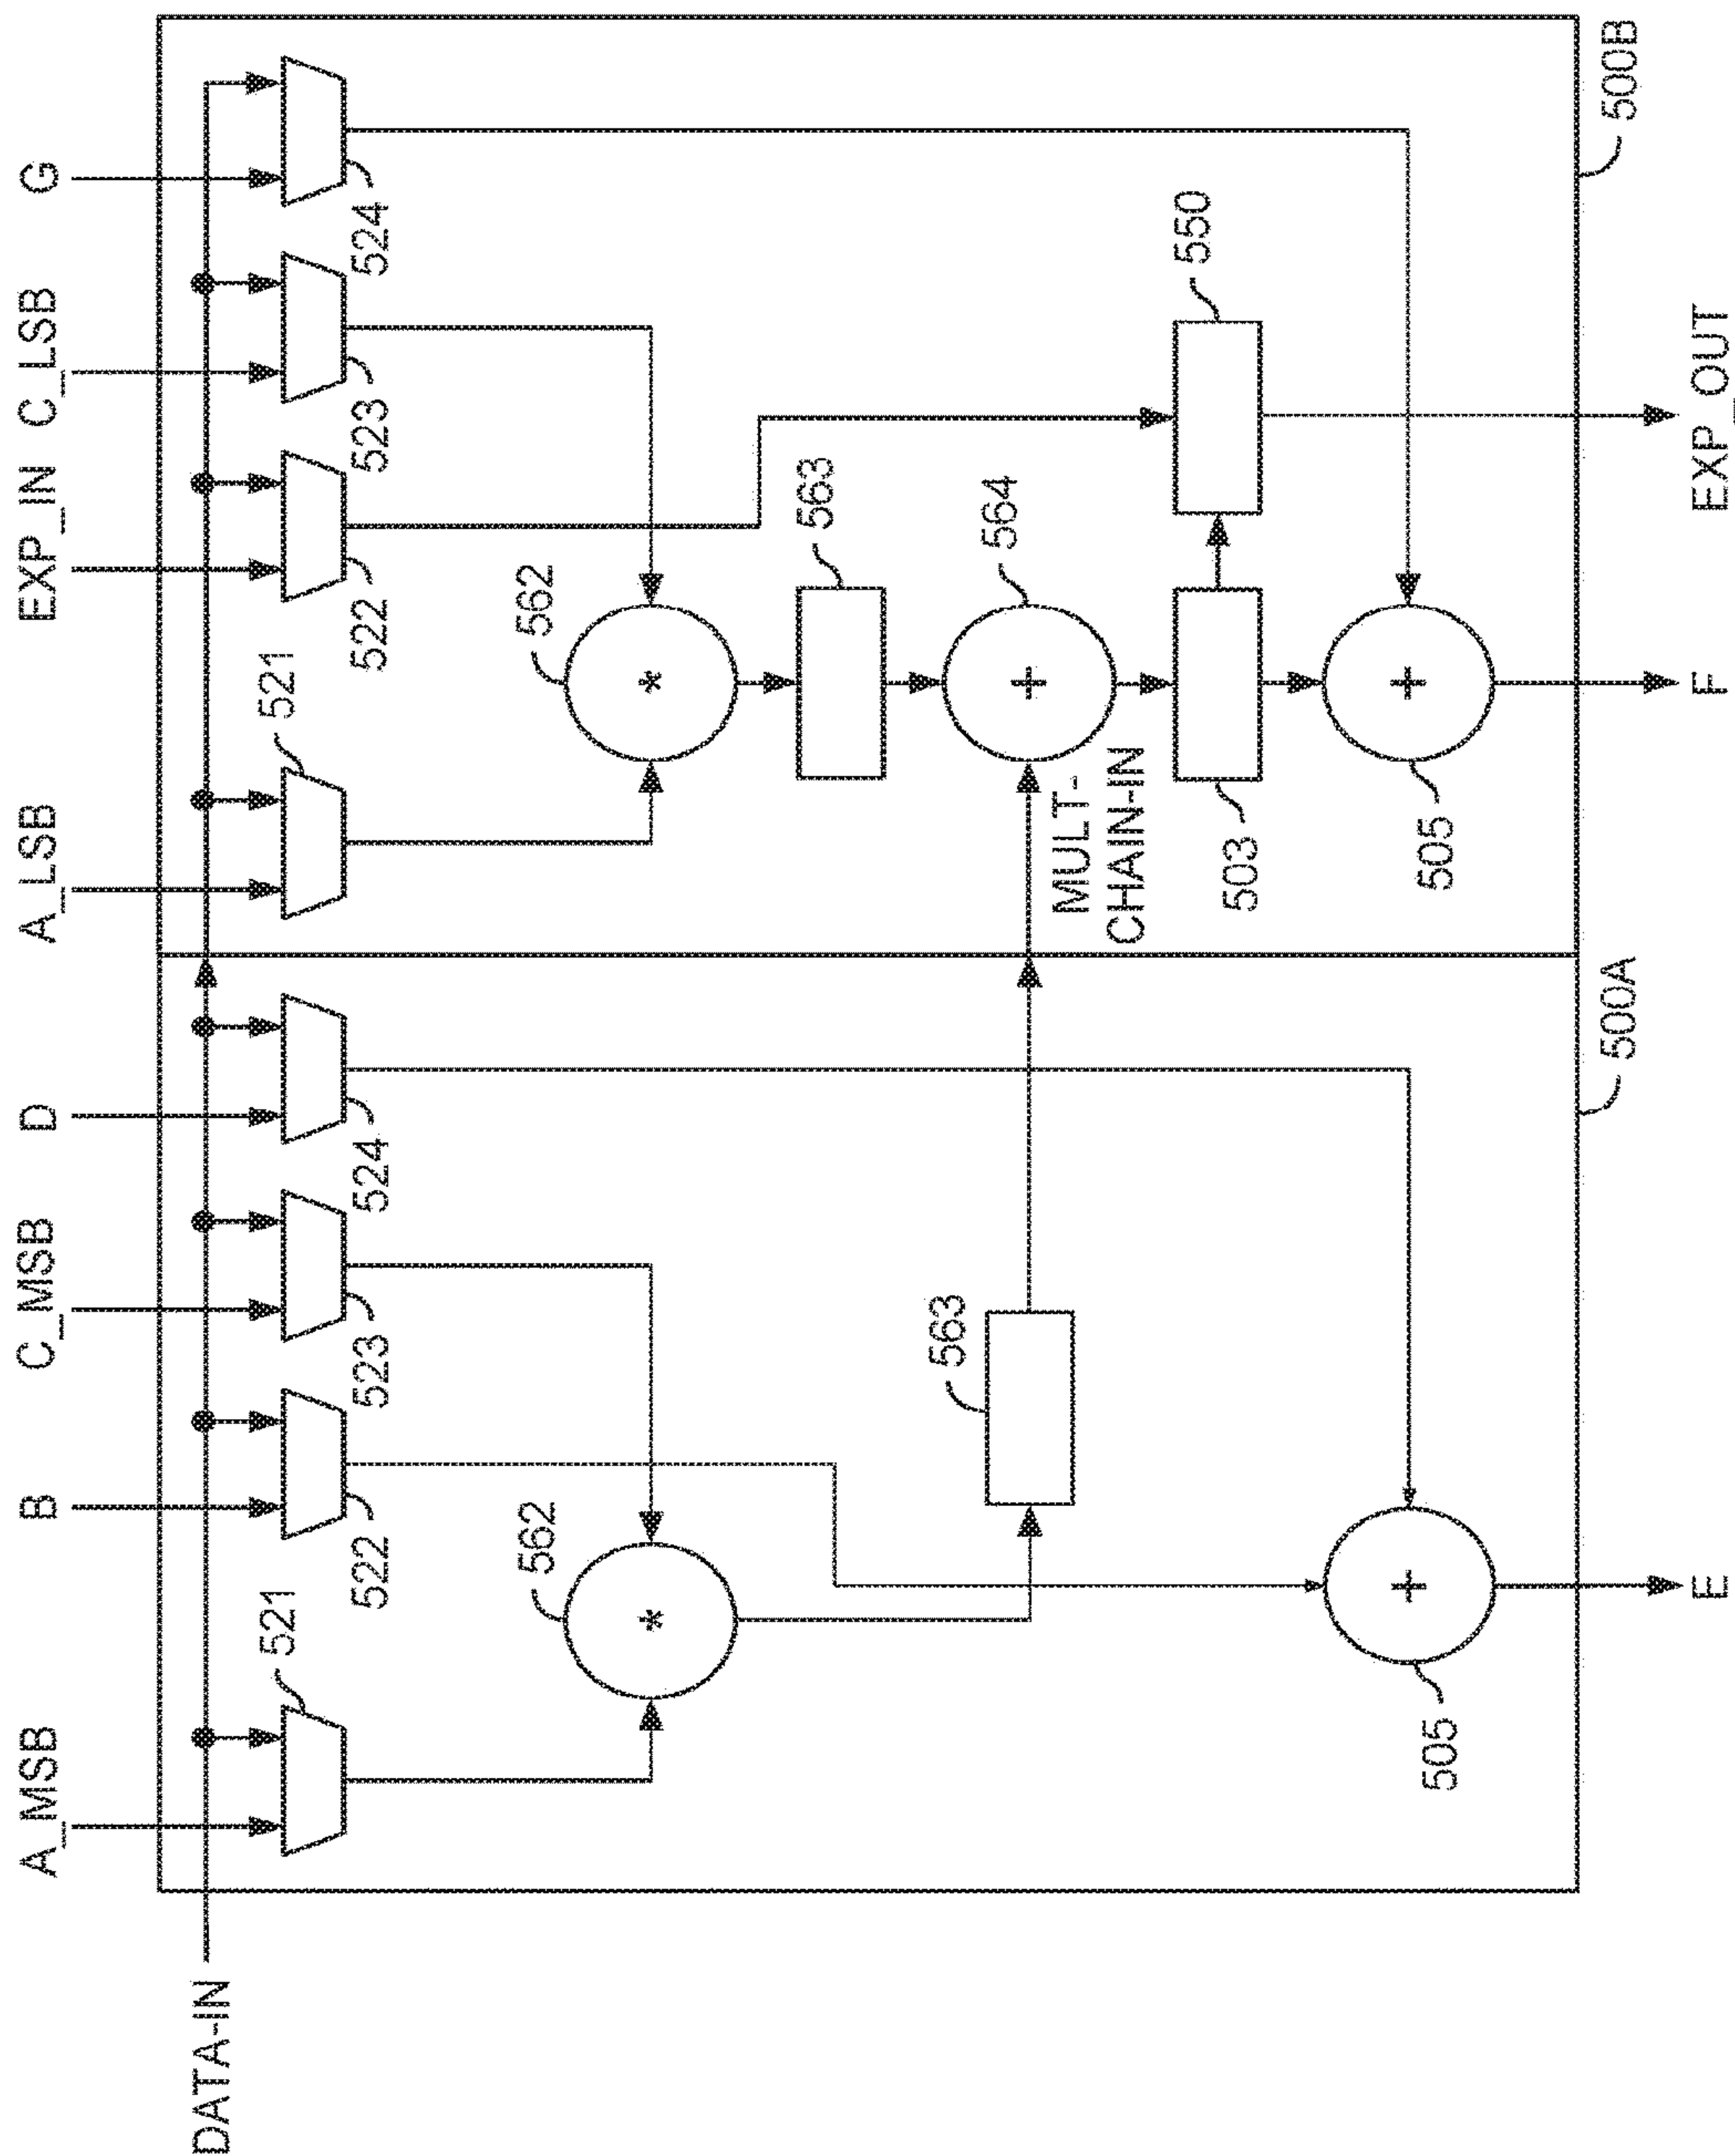 A_MSB
B
C_MSB
D
A_LSB
EXP_IN
C_LSB
G
DATA-IN
521
522
523
524
521
522
523
524
562
*
562
*
563
563
+
564
MULT-
CHAIN-IN
503
550
+
505
+
505
500A
500B
E
F
EXP_OUT